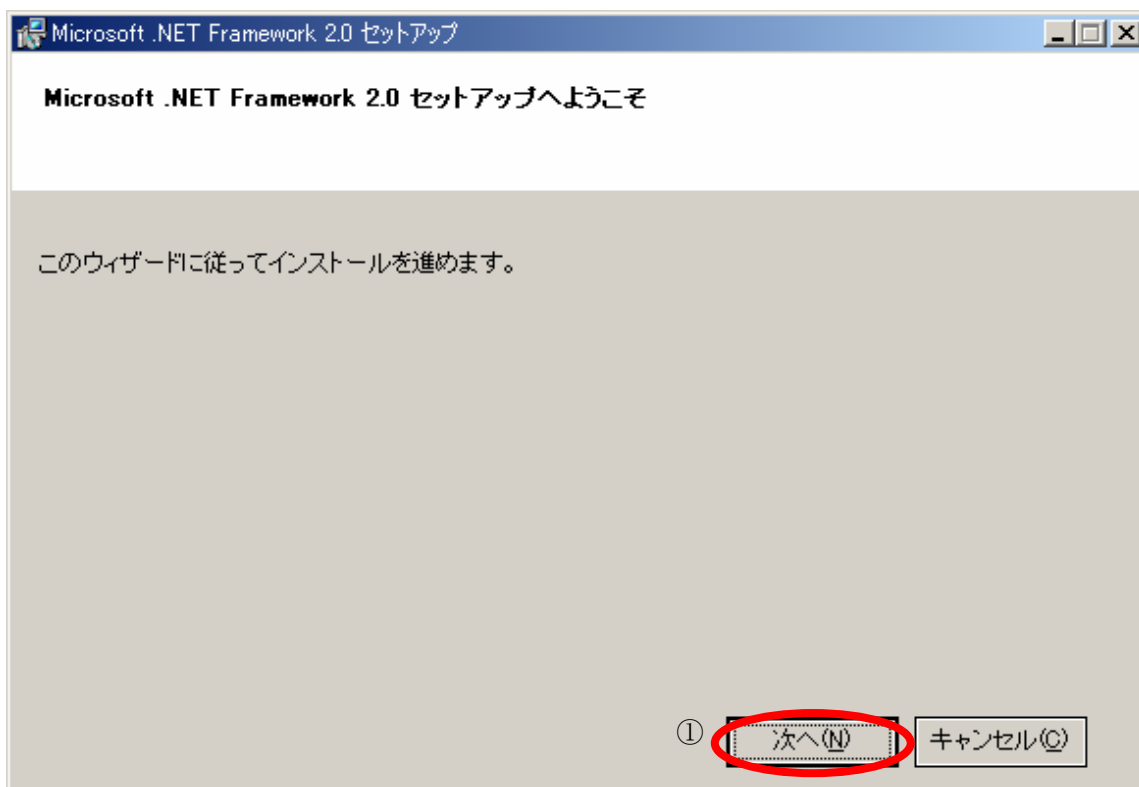 Microsoft .NET Framework 2.0 セットアップ
Microsoft .NET Framework 2.0 セットアップへようこそ
このウィザードに従ってインストールを進めます。
① 次へ(N) キャンセル(C)